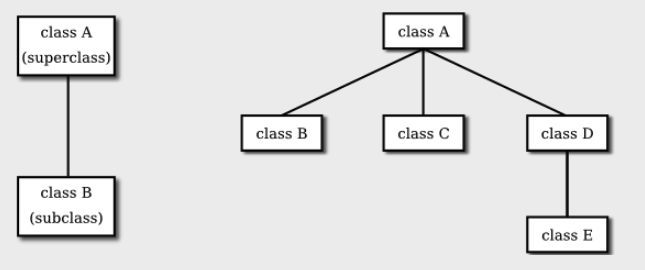 class A
(superclass)
class B
(subclass)
class A
class B
class C
class D
class E